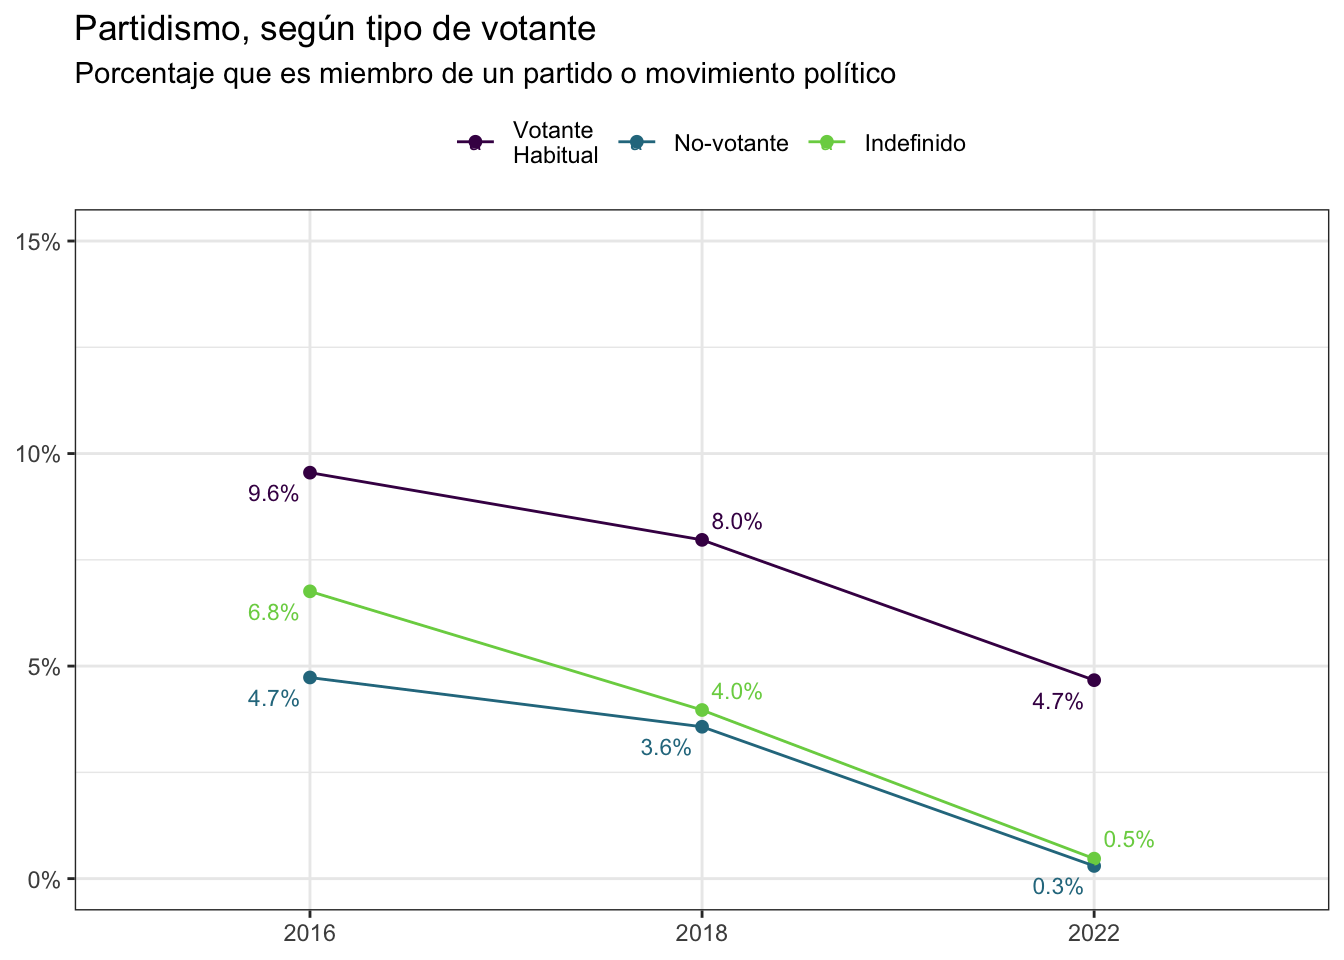 Partidismo, según tipo de votante
Porcentaje que es miembro de un partido o movimiento político
Votante
Habitual
No-votante
Indefinido
15%
10%
5%
0%
9.6%
8.0%
4.7%
6.8%
4.0%
0.5%
4.7%
3.6%
0.3%
2016
2018
2022